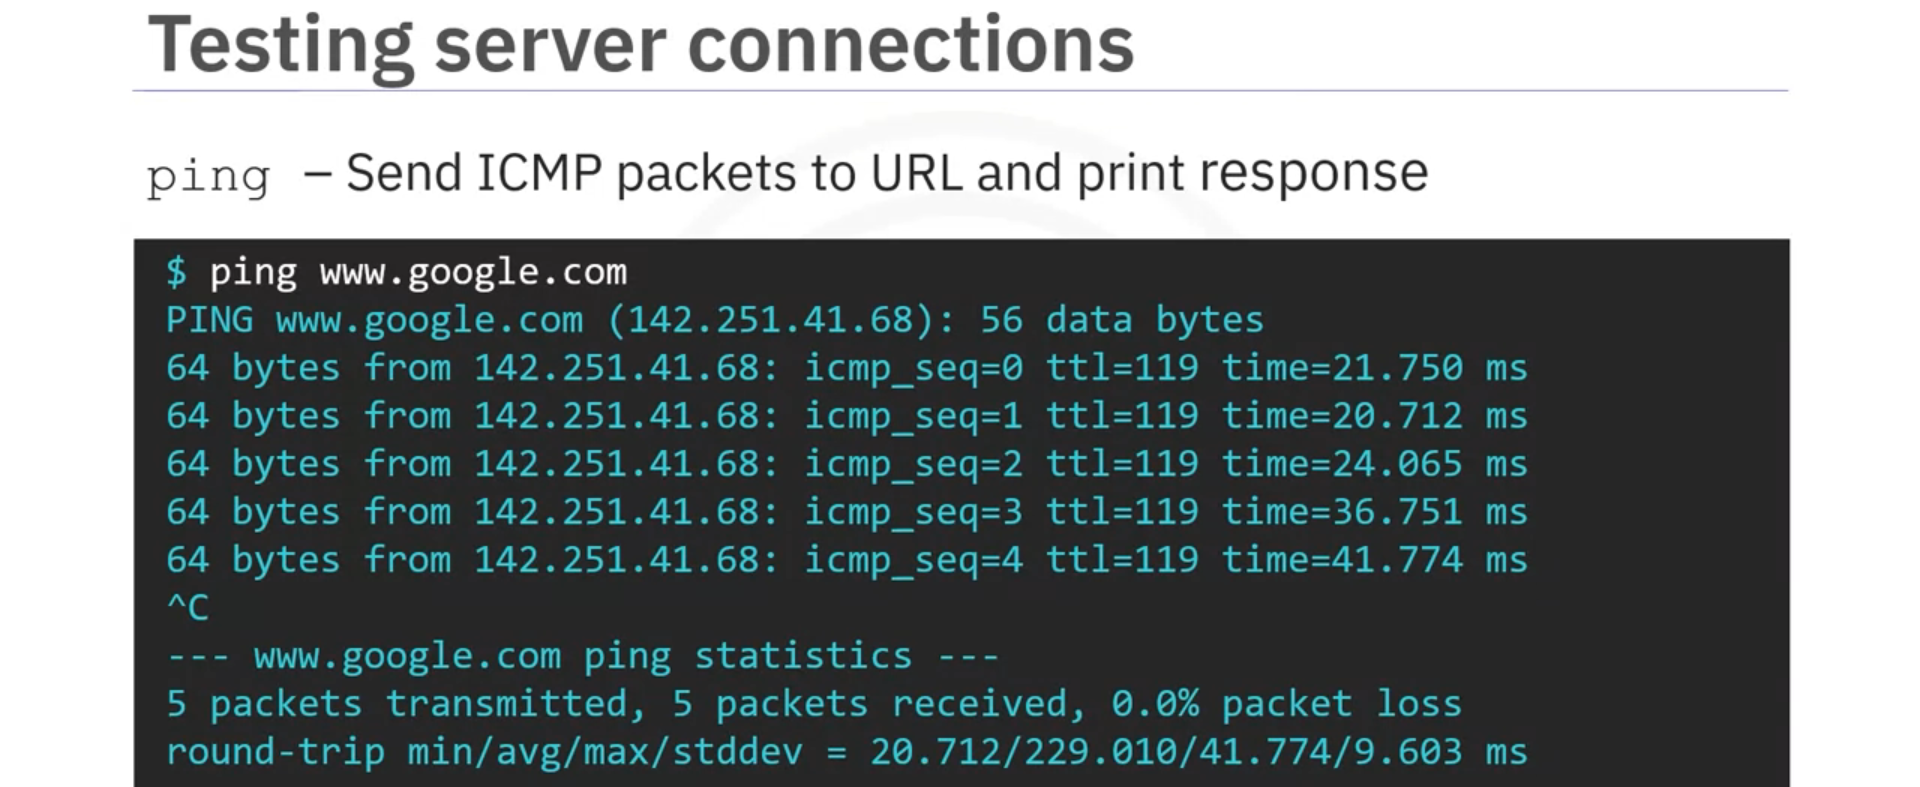 Testing server connections
ping – Send ICMP packets to URL and print response
$ ping www.google.com
PING www.google.com (142.251.41.68): 56 data bytes
64 bytes from 142.251.41.68: icmp_seq=0 ttl=119 time=21.750 ms
64 bytes from 142.251.41.68: icmp_seq=1 ttl=119 time=20.712 ms
64 bytes from 142.251.41.68: icmp_seq=2 ttl=119 time=24.065 ms
64 bytes from 142.251.41.68: icmp_seq=3 ttl=119 time=36.751 ms
64 bytes from 142.251.41.68: icmp_seq=4 ttl=119 time=41.774 ms
^C
--- www.google.com ping statistics ---
5 packets transmitted, 5 packets received, 0.0% packet loss
round-trip min/avg/max/stddev = 20.712/229.010/41.774/9.603 ms